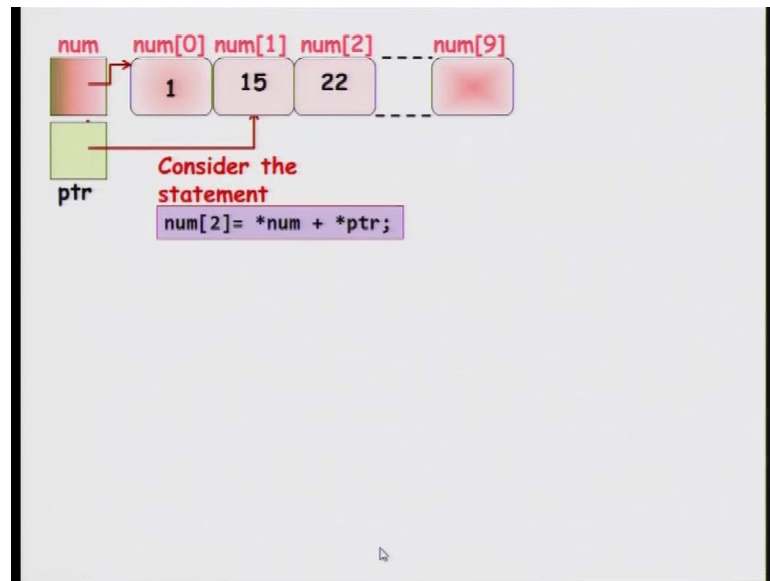 num num[0] num[1] num[2] num[9]
1 15 22
ptr
Consider the
statement
num[2]= *num + *ptr;